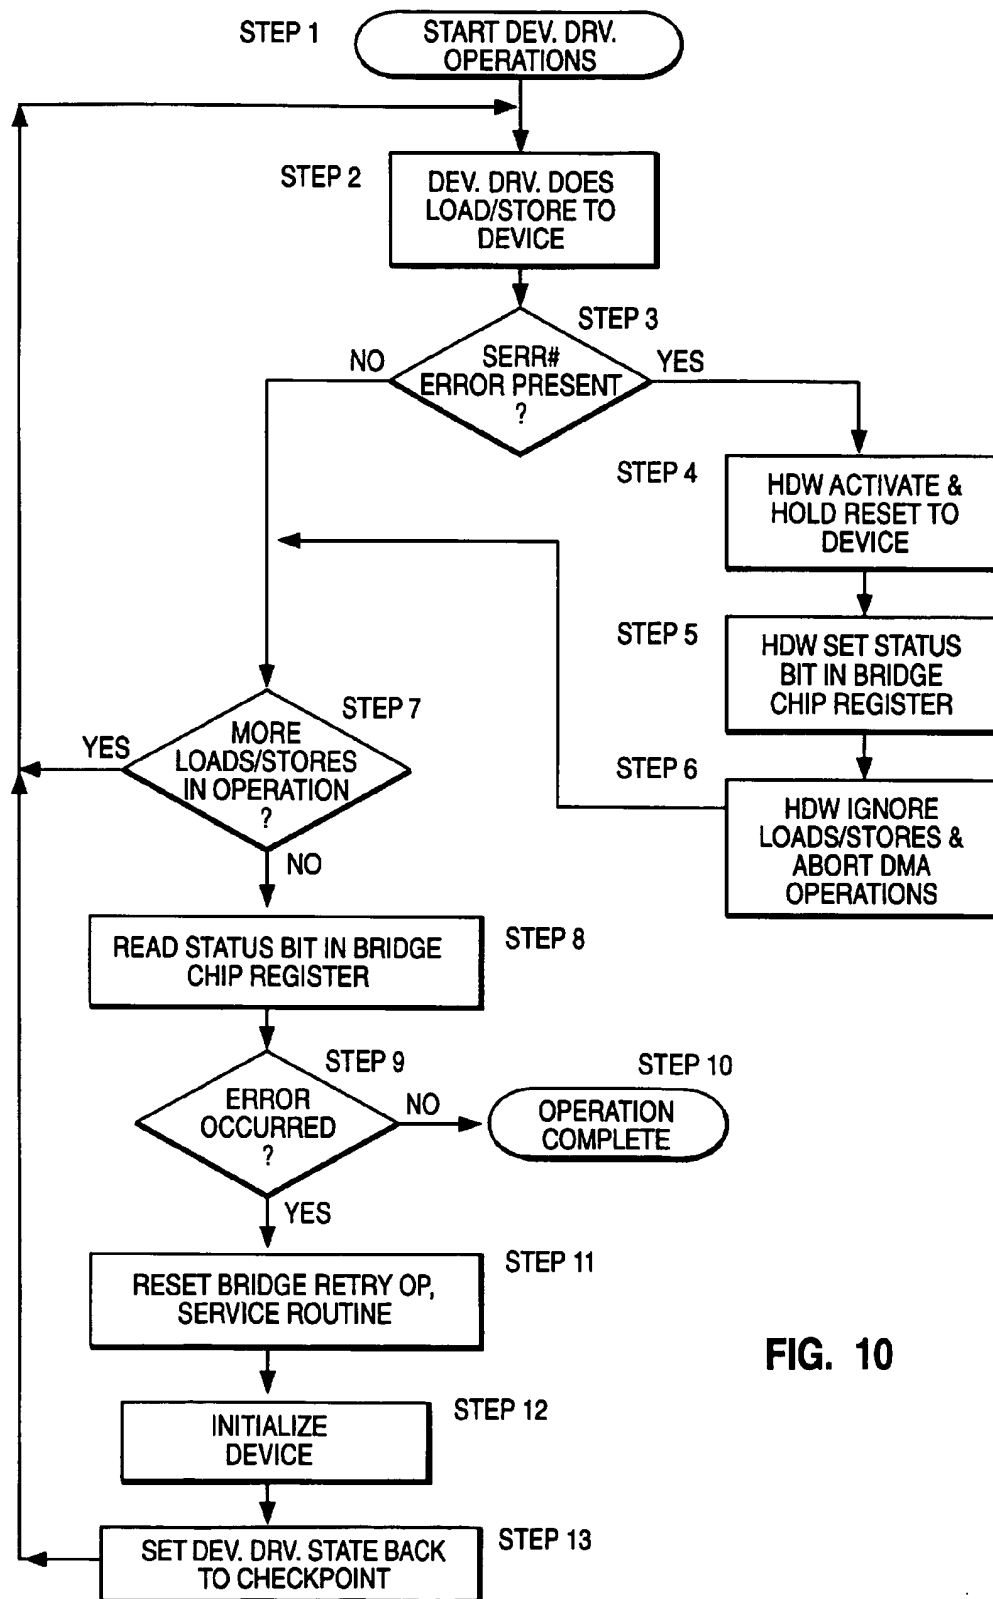 STEP 1
START DEV. DRV.
OPERATIONS
STEP 2
DEV. DRV. DOES
LOAD/STORE TO
DEVICE
STEP 3
NO
SERR#
ERROR PRESENT
?
YES
STEP 4
HDW ACTIVATE &
HOLD RESET TO
DEVICE
STEP 5
HDW SET STATUS
BIT IN BRIDGE
CHIP REGISTER
STEP 6
HDW IGNORE
LOADS/STORES &
ABORT DMA
OPERATIONS
STEP 7
YES
MORE
LOADS/STORES
IN OPERATION
?
NO
STEP 8
READ STATUS BIT IN BRIDGE
CHIP REGISTER
STEP 9
ERROR
OCCURRED
?
NO
STEP 10
OPERATION
COMPLETE
YES
STEP 11
RESET BRIDGE RETRY OP,
SERVICE ROUTINE
STEP 12
INITIALIZE
DEVICE
STEP 13
SET DEV. DRV. STATE BACK
TO CHECKPOINT
FIG. 10